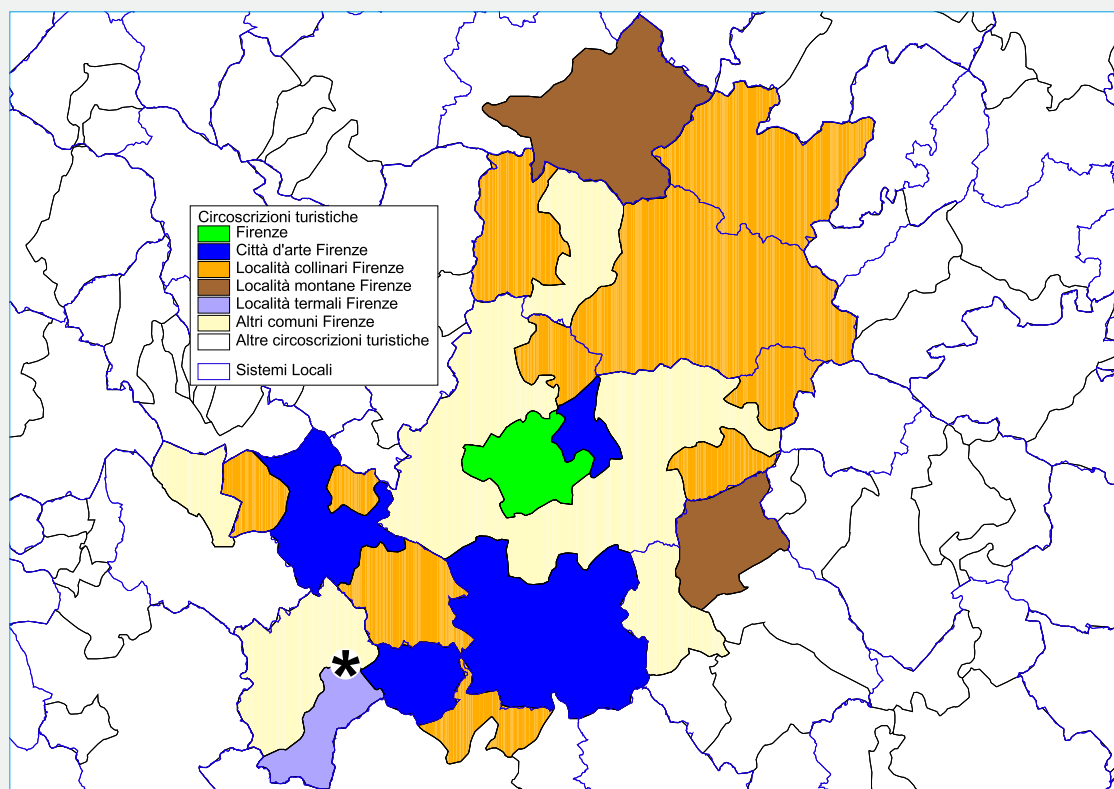 Circoscrizioni turistiche
Firenze
Città d'arte Firenze
Località collinari Firenze
Località montane Firenze
Località termali Firenze
Altri comuni Firenze
Altre circoscrizioni turistiche
Sistemi Locali
*